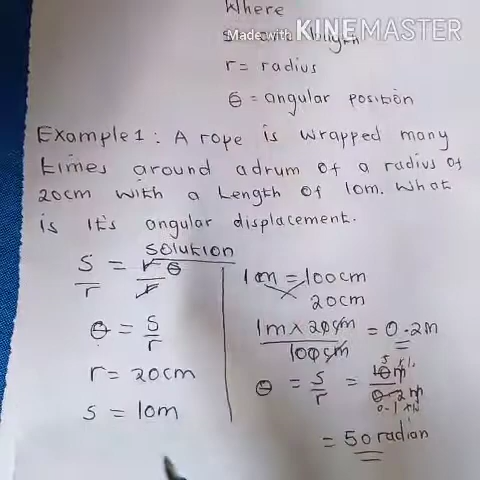 Where
Made with KINEMASTER
r = radius
θ = angular position
Example 1: A rope is wrapped many
times around a drum of a radius of
20cm with a Length of 10m. What
is it's angular displacement.
Solution
S/r = rθ/r
θ = S/r
r = 20cm
S = 10m
1m = 100cm
20cm
1m x 20cm / 100cm = 0.2m
θ = S/r = 10m / 0.2m
= 50 radian